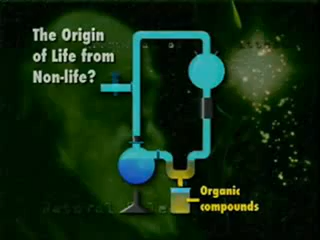 The Origin
of Life from
Non-life?
Organic
compounds